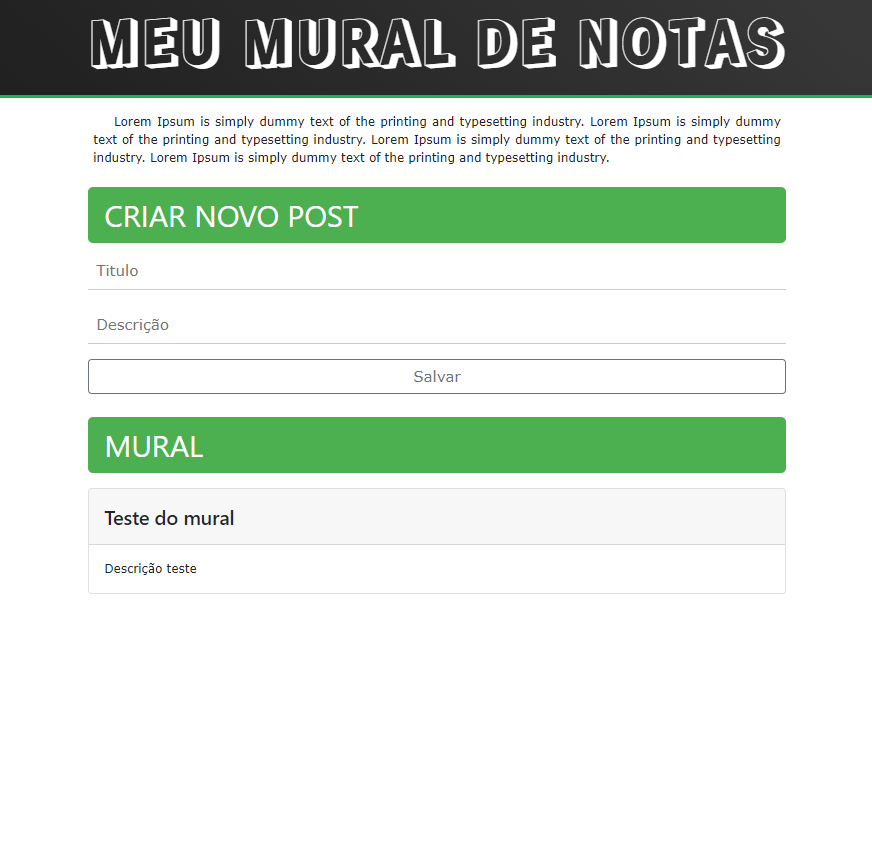 MEU MURAL DE NOTAS
Lorem Ipsum is simply dummy text of the printing and typesetting industry. Lorem Ipsum is simply dummy
text of the printing and typesetting industry. Lorem Ipsum is simply dummy text of the printing and typesetting
industry. Lorem Ipsum is simply dummy text of the printing and typesetting industry.
CRIAR NOVO POST
Titulo
Descrição
Salvar
MURAL
Teste do mural
Descrição teste